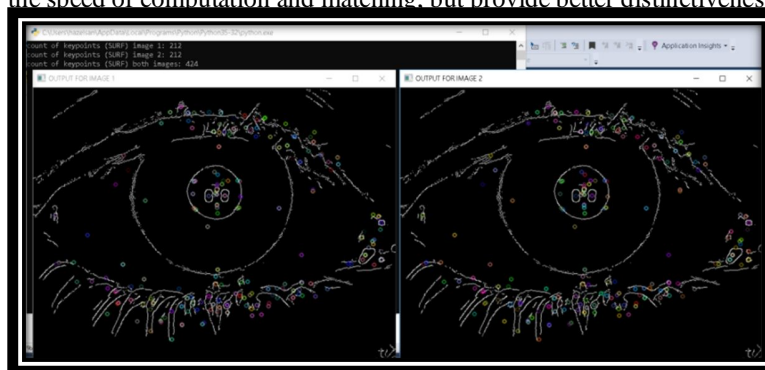 the speed of computation and matching, but provide better distinctiveness
count of keypoints (SURF) image 1: 212
count of keypoints (SURF) image 2: 212
count of keypoints (SURF) both images: 424
Application Insights
OUTPUT FOR IMAGE 1
OUTPUT FOR IMAGE 2